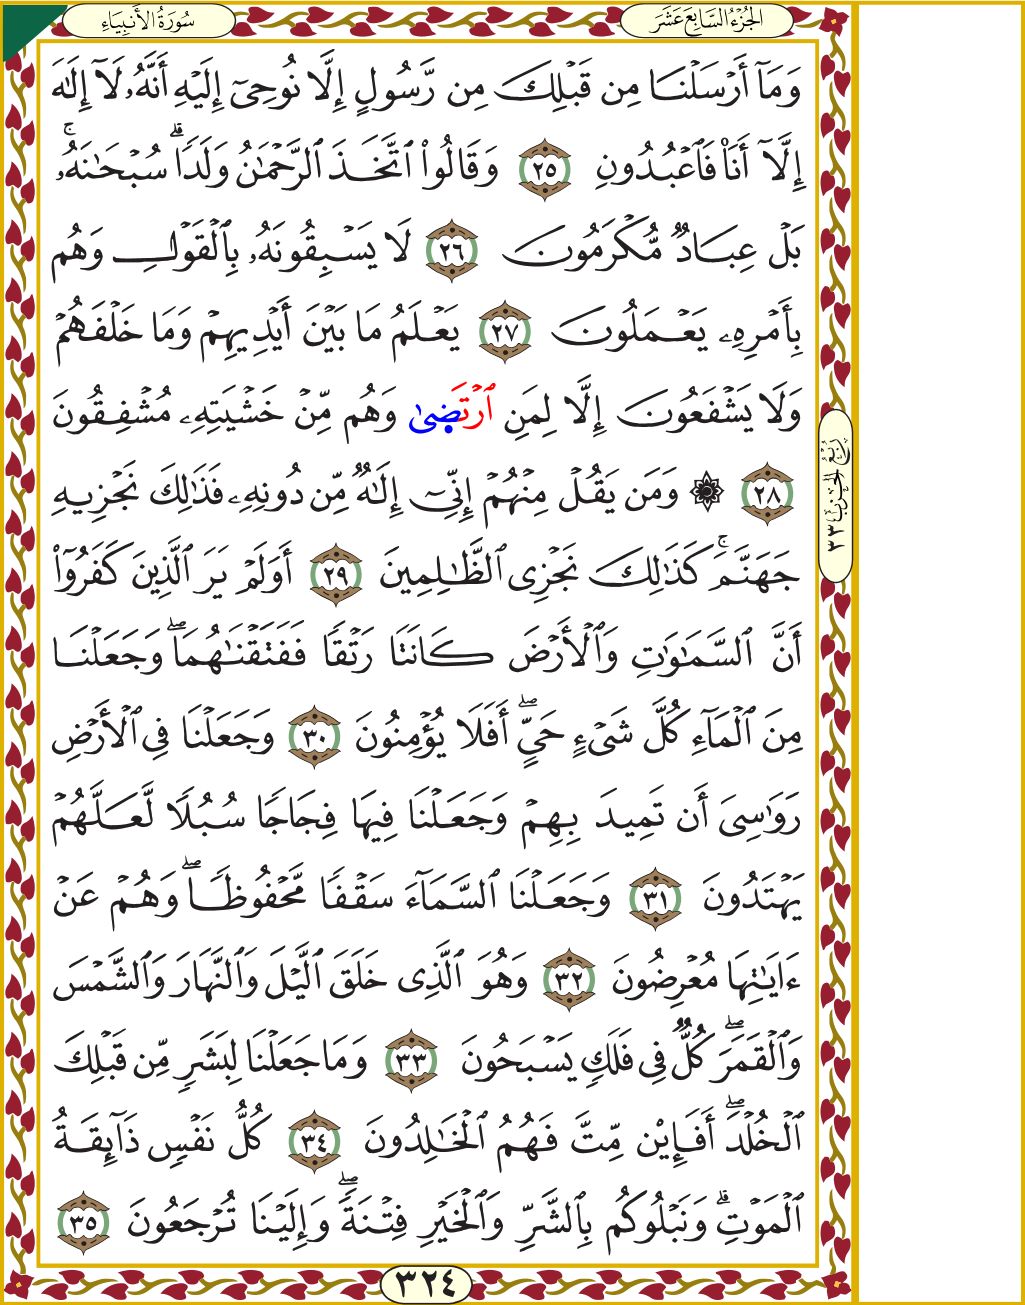 الجُزْءُ السَّابِعَ عَشَرَ
سُورَةُ الأَنبِيَاءِ
وَمَآ أَرْسَلْنَا مِن قَبْلِكَ مِن رَّسُولٍ إِلَّا نُوحِىٓ إِلَيْهِ أَنَّهُۥ لَآ إِلَٰهَ
إِلَّآ أَنَا۠ فَٱعْبُدُونِ ٢٥ وَقَالُوا۟ ٱتَّخَذَ ٱلرَّحْمَٰنُ وَلَدًا ۗ سُبْحَٰنَهُۥ ۚ
بَلْ عِبَادٌ مُّكْرَمُونَ ٢٦ لَا يَسْبِقُونَهُۥ بِٱلْقَوْلِ وَهُم
بِأَمْرِهِۦ يَعْمَلُونَ ٢٧ يَعْلَمُ مَا بَيْنَ أَيْدِيهِمْ وَمَا خَلْفَهُمْ
وَلَا يَشْفَعُونَ إِلَّا لِمَنِ ٱرْتَضَىٰ وَهُم مِّنْ خَشْيَتِهِۦ مُشْفِقُونَ
٢٨ ۞ وَمَن يَقُلْ مِنْهُمْ إِنِّىٓ إِلَٰهٌ مِّن دُونِهِۦ فَذَٰلِكَ نَجْزِيهِ
جَهَنَّمَ ۚ كَذَٰلِكَ نَجْزِى ٱلظَّٰلِمِينَ ٢٩ أَوَلَمْ يَرَ ٱلَّذِينَ كَفَرُوٓا۟
أَنَّ ٱلسَّمَٰوَٰتِ وَٱلْأَرْضَ كَانَتَا رَتْقًا فَفَتَقْنَٰهُمَا ۖ وَجَعَلْنَا
مِنَ ٱلْمَآءِ كُلَّ شَىْءٍ حَىٍّ ۖ أَفَلَا يُؤْمِنُونَ ٣٠ وَجَعَلْنَا فِى ٱلْأَرْضِ
رَوَٰسِىَ أَن تَمِيدَ بِهِمْ وَجَعَلْنَا فِيهَا فِجَاجًا سُبُلًا لَّعَلَّهُمْ
يَهْتَدُونَ ٣١ وَجَعَلْنَا ٱلسَّمَآءَ سَقْفًا مَّحْفُوظًا ۖ وَهُمْ عَنْ
ءَايَٰتِهَا مُعْرِضُونَ ٣٢ وَهُوَ ٱلَّذِى خَلَقَ ٱلَّيْلَ وَٱلنَّهَارَ وَٱلشَّمْسَ
وَٱلْقَمَرَ ۖ كُلٌّ فِى فَلَكٍ يَسْبَحُونَ ٣٣ وَمَا جَعَلْنَا لِبَشَرٍ مِّن قَبْلِكَ
ٱلْخُلْدَ ۖ أَفَإِي۟ن مِّتَّ فَهُمُ ٱلْخَٰلِدُونَ ٣٤ كُلُّ نَفْسٍ ذَآئِقَةُ
ٱلْمَوْتِ ۗ وَنَبْلُوكُم بِٱلشَّرِّ وَٱلْخَيْرِ فِتْنَةً ۖ وَإِلَيْنَا تُرْجَعُونَ ٣٥
رُبُعُ الحِزْبِ ٣٣
٣٢٤